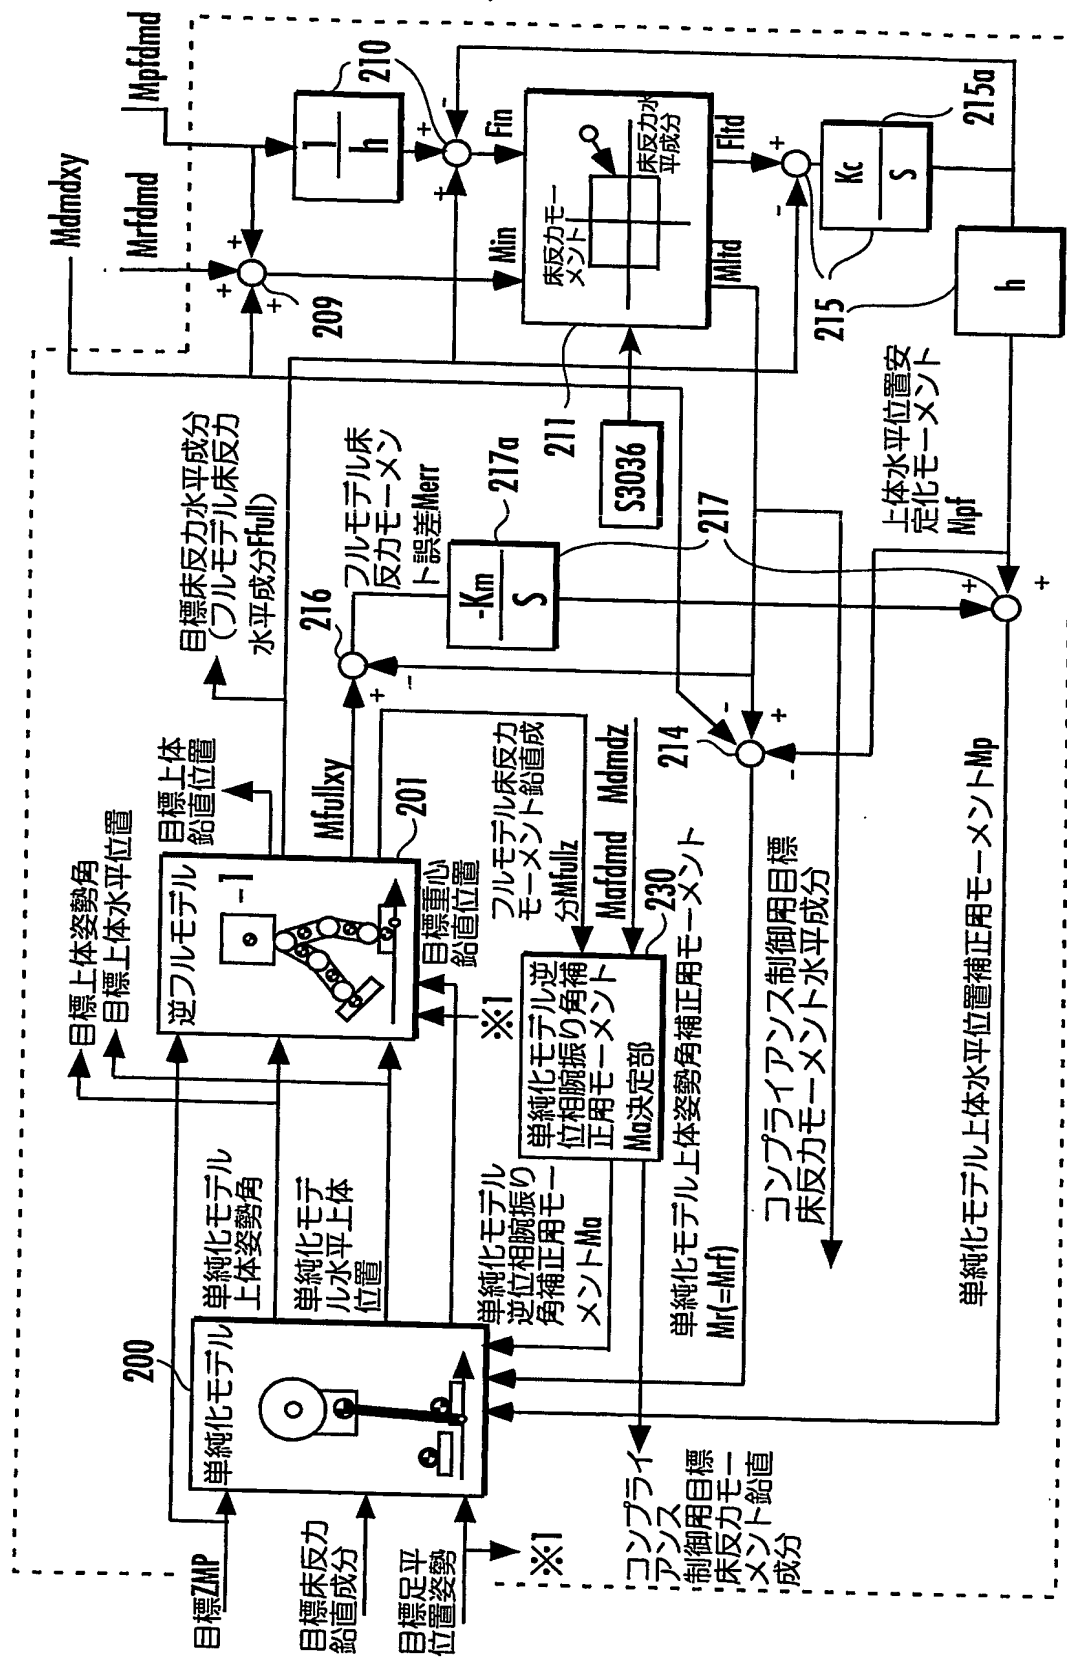 目標ZMP
目標床反力
鉛直成分
目標足平
位置姿勢
※1
200
単純化モデル
単純化モデル
上体姿勢角
単純化モデ
ル水平上体
位置
目標上体姿勢角
目標上体水平位置
逆フルモデル
-1
201
目標上体
鉛直位置
目標重心
鉛直位置
※1
目標床反力水平成分
(フルモデル床反力
水平成分Ffull)
Mfullxy
216
+
-
フルモデル床
反力モーメン
ト誤差Merr
217a
-Km
S
217
フルモデル床反力
モーメント鉛直成
分Mfullz
Mafdmd Mdmdz
230
単純化モデル逆
位相腕振り角補
正用モーメント
Ma決定部
単純化モデル
逆位相腕振り
角補正用モー
メントMa
単純化モデル上体姿勢角補正用モーメント
Mr(=Mrf)
214
-
+
-
コンプライ
アンス
制御用目標
床反力モー
メント鉛直
成分
コンプライアンス制御用目標
床反力モーメント水平成分
単純化モデル上体水平位置補正用モーメントMp
+
+
上体水平位置安
定化モーメント
Mpf
Mdmdxy
Mrfdmd
Mpfdmd
+
+
+
209
1
h
210
+
+
-
Min
Fin
床反力モー
メント
床反力水
平成分
211
S3036
Mltd
Fltd
+
-
215
Kc
S
215a
h